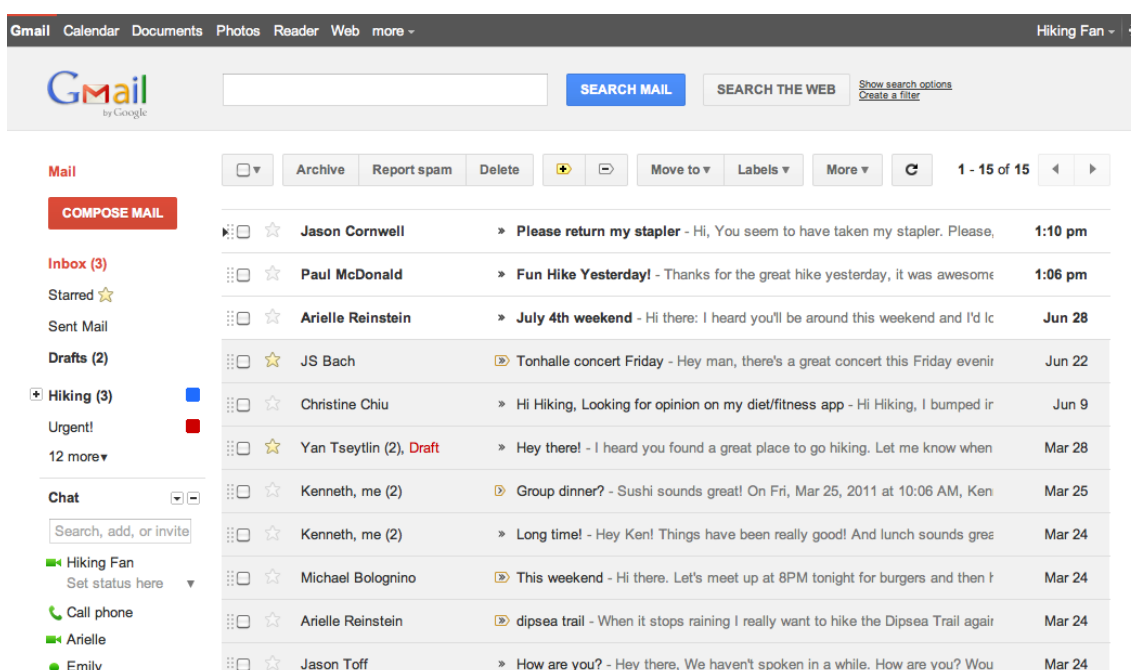 Gmail Calendar Documents Photos Reader Web more Hiking Fan
Gmail
by Google
SEARCH MAIL SEARCH THE WEB Show search options
Create a filter
Mail
COMPOSE MAIL
Inbox (3)
Starred
Sent Mail
Drafts (2)
Hiking (3)
Urgent!
12 more
Chat
Search, add, or invite
Hiking Fan
Set status here
Call phone
Arielle
Emily
Archive Report spam Delete Move to Labels More 1 - 15 of 15
Jason Cornwell » Please return my stapler - Hi, You seem to have taken my stapler. Please, 1:10 pm
Paul McDonald » Fun Hike Yesterday! - Thanks for the great hike yesterday, it was awesome 1:06 pm
Arielle Reinstein » July 4th weekend - Hi there: I heard you'll be around this weekend and I'd Jun 28
JS Bach » Tonhalle concert Friday - Hey man, there's a great concert this Friday Jun 22
Christine Chiu » Hi Hiking, Looking for opinion on my diet/fitness app - Hi Hiking, I bumped Jun 9
Yan Tseytlin (2), Draft » Hey there! - I heard you found a great place to go hiking. Let me know when Mar 28
Kenneth, me (2) › Group dinner? - Sushi sounds great! On Fri, Mar 25, 2011 at 10:06 AM, Mar 25
Kenneth, me (2) » Long time! - Hey Ken! Things have been really good! And lunch sounds Mar 24
Michael Bolognino » This weekend - Hi there. Let's meet up at 8PM tonight for burgers and then Mar 24
Arielle Reinstein » dipsea trail - When it stops raining I really want to hike the Dipsea Trail Mar 24
Jason Toff » How are you? - Hey there, We haven't spoken in a while. How are you? Mar 24